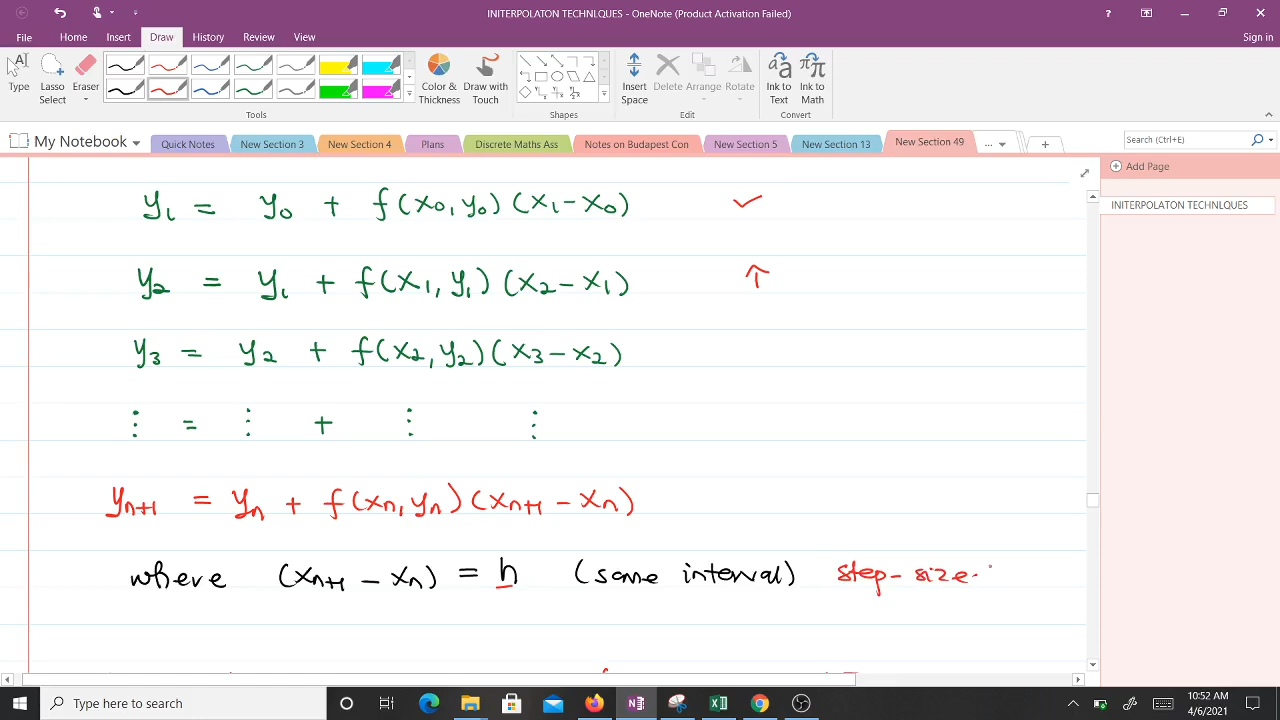 INITERPOLATON TECHNLQUES - OneNote (Product Activation Failed)
?
Sign in
File Home Insert Draw History Review View
Type
Lasso Select
Eraser
Color & Thickness
Draw with Touch
Insert Space
Delete
Arrange
Rotate
Ink to Text
Ink to Math
Tools
Shapes
Edit
Convert
My Notebook
Quick Notes
New Section 3
New Section 4
Plans
Discrete Maths Ass
Notes on Budapest Con
New Section 5
New Section 13
New Section 49
...
+
Search (Ctrl+E)
Add Page
INITERPOLATON TECHNLQUES
y₁ = y₀ + f(x₀, y₀) (x₁ - x₀) ✓
y₂ = y₁ + f(x₁, y₁) (x₂ - x₁) ↑
y₃ = y₂ + f(x₂, y₂) (x₃ - x₂)
⋮ = ⋮ + ⋮ ⋮
yₙ₊₁ = yₙ + f(xₙ, yₙ) (xₙ₊₁ - xₙ)
where (xₙ₊₁ - xₙ) = h (same interval) step-size.
Type here to search
10:52 AM
4/6/2021